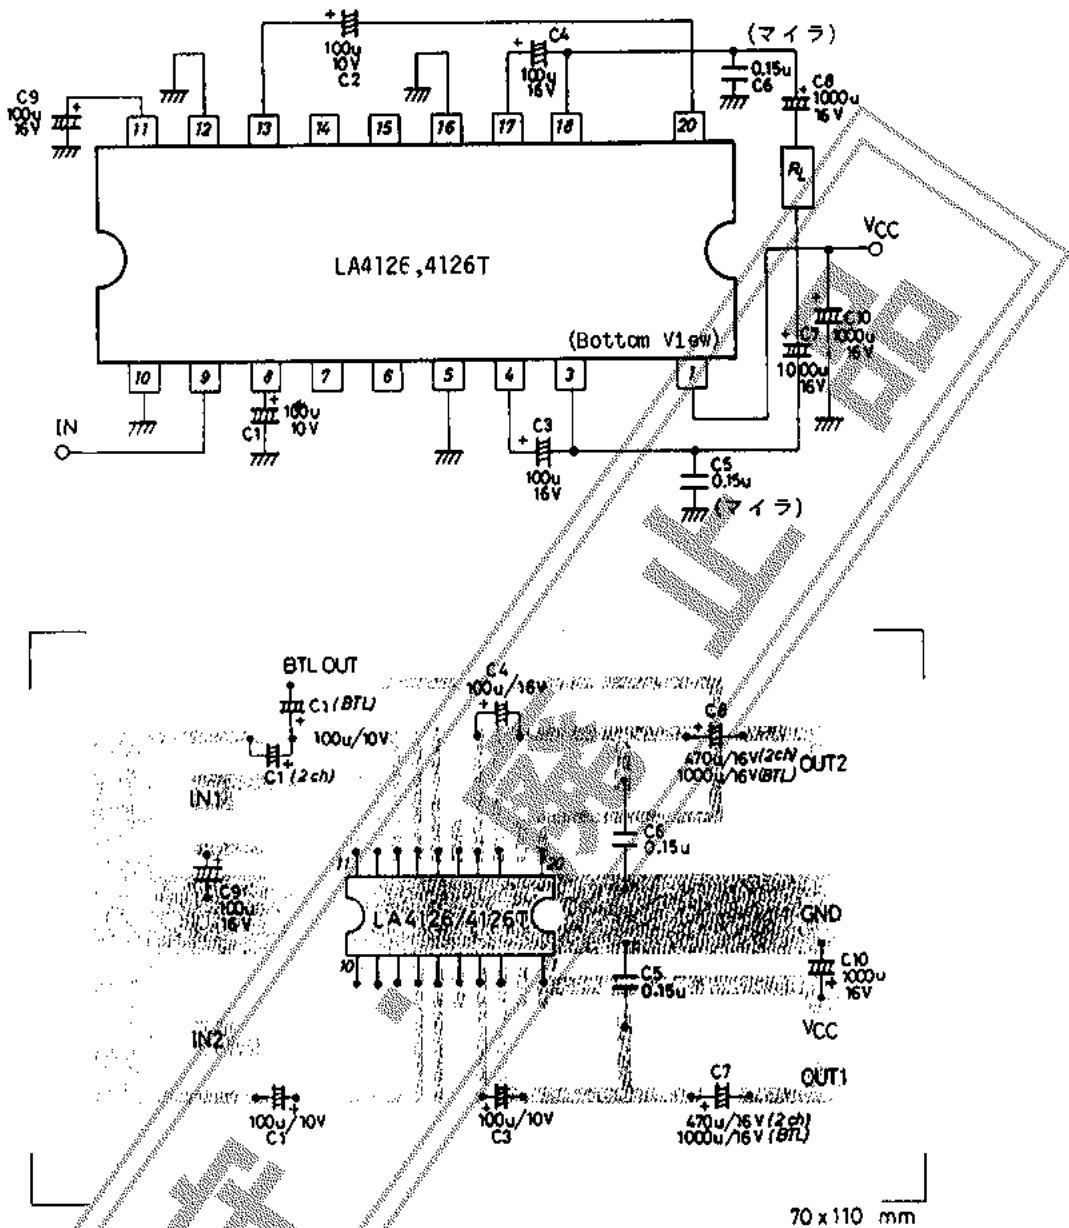 100u
10V
C2
C4
100u
16V
(マイラ)
0.15u
C6
C8
1000u
16V
C9
100u
16V
11
12
13
14
15
16
17
18
20
RL
VCC
LA4126,4126T
(Bottom View)
C10
1000u
16V
C7
1000u
16V
10
9
8
7
6
5
4
3
1
IN
100u
10V
C1
C3
100u
16V
C5
0.15u
(マイラ)
BTL OUT
C1 (BTL)
100u/10V
C1 (2ch)
C4
100u/16V
C8
470u/16V (2ch)
1000u/16V (BTL)
OUT2
IN1
C6
0.15u
11
20
C9
100u
16V
LA4126/4126T
GND
10
1
C5
0.15u
C10
1000u
16V
VCC
IN2
C7
OUT1
100u/10V
C1
100u/10V
C3
470u/16V (2ch)
1000u/16V (BTL)
70 x 110 mm